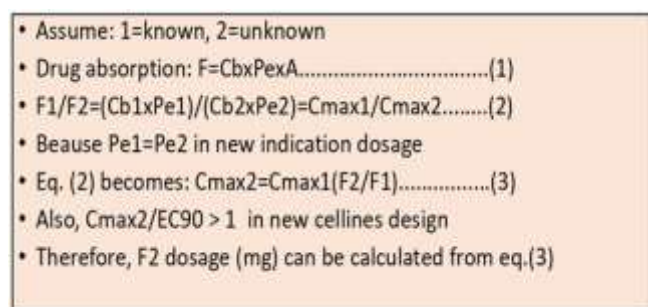 • Assume: 1=known, 2=unknown
• Drug absorption: F=CbxPexA..................................(1)
• F1/F2=(Cb1xPe1)/(Cb2xPe2)=Cmax1/Cmax2........(2)
• Beause Pe1=Pe2 in new indication dosage
• Eq. (2) becomes: Cmax2=Cmax1(F2/F1)................(3)
• Also, Cmax2/EC90 > 1 in new cellines design
• Therefore, F2 dosage (mg) can be calculated from eq.(3)